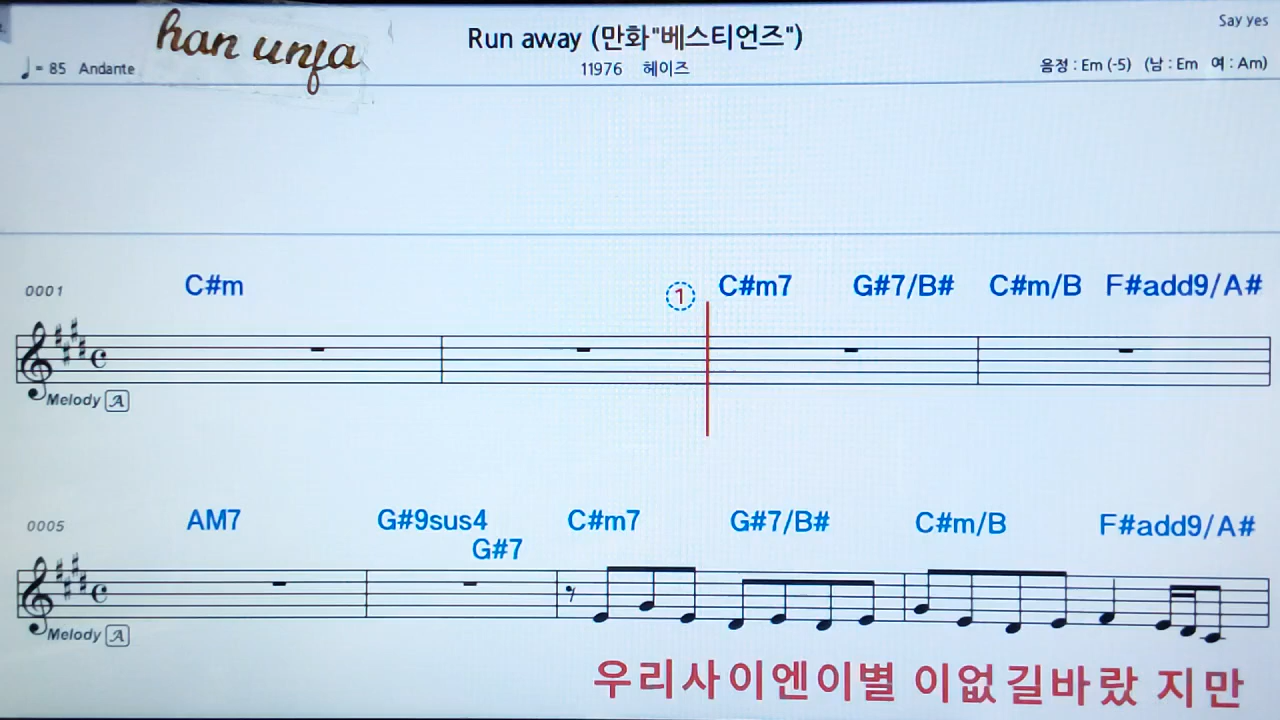 Say yes
han unfa
Run away (만화"베스티언즈")
♩= 85 Andante
11976 헤이즈
음정 : Em (-5) (남 : Em 여 : Am)
0001 C#m ① C#m7 G#7/B# C#m/B F#add9/A#
Melody A
0005 AM7 G#9sus4 G#7 C#m7 G#7/B# C#m/B F#add9/A#
Melody A
우리사이엔이별 이없길바랐 지만